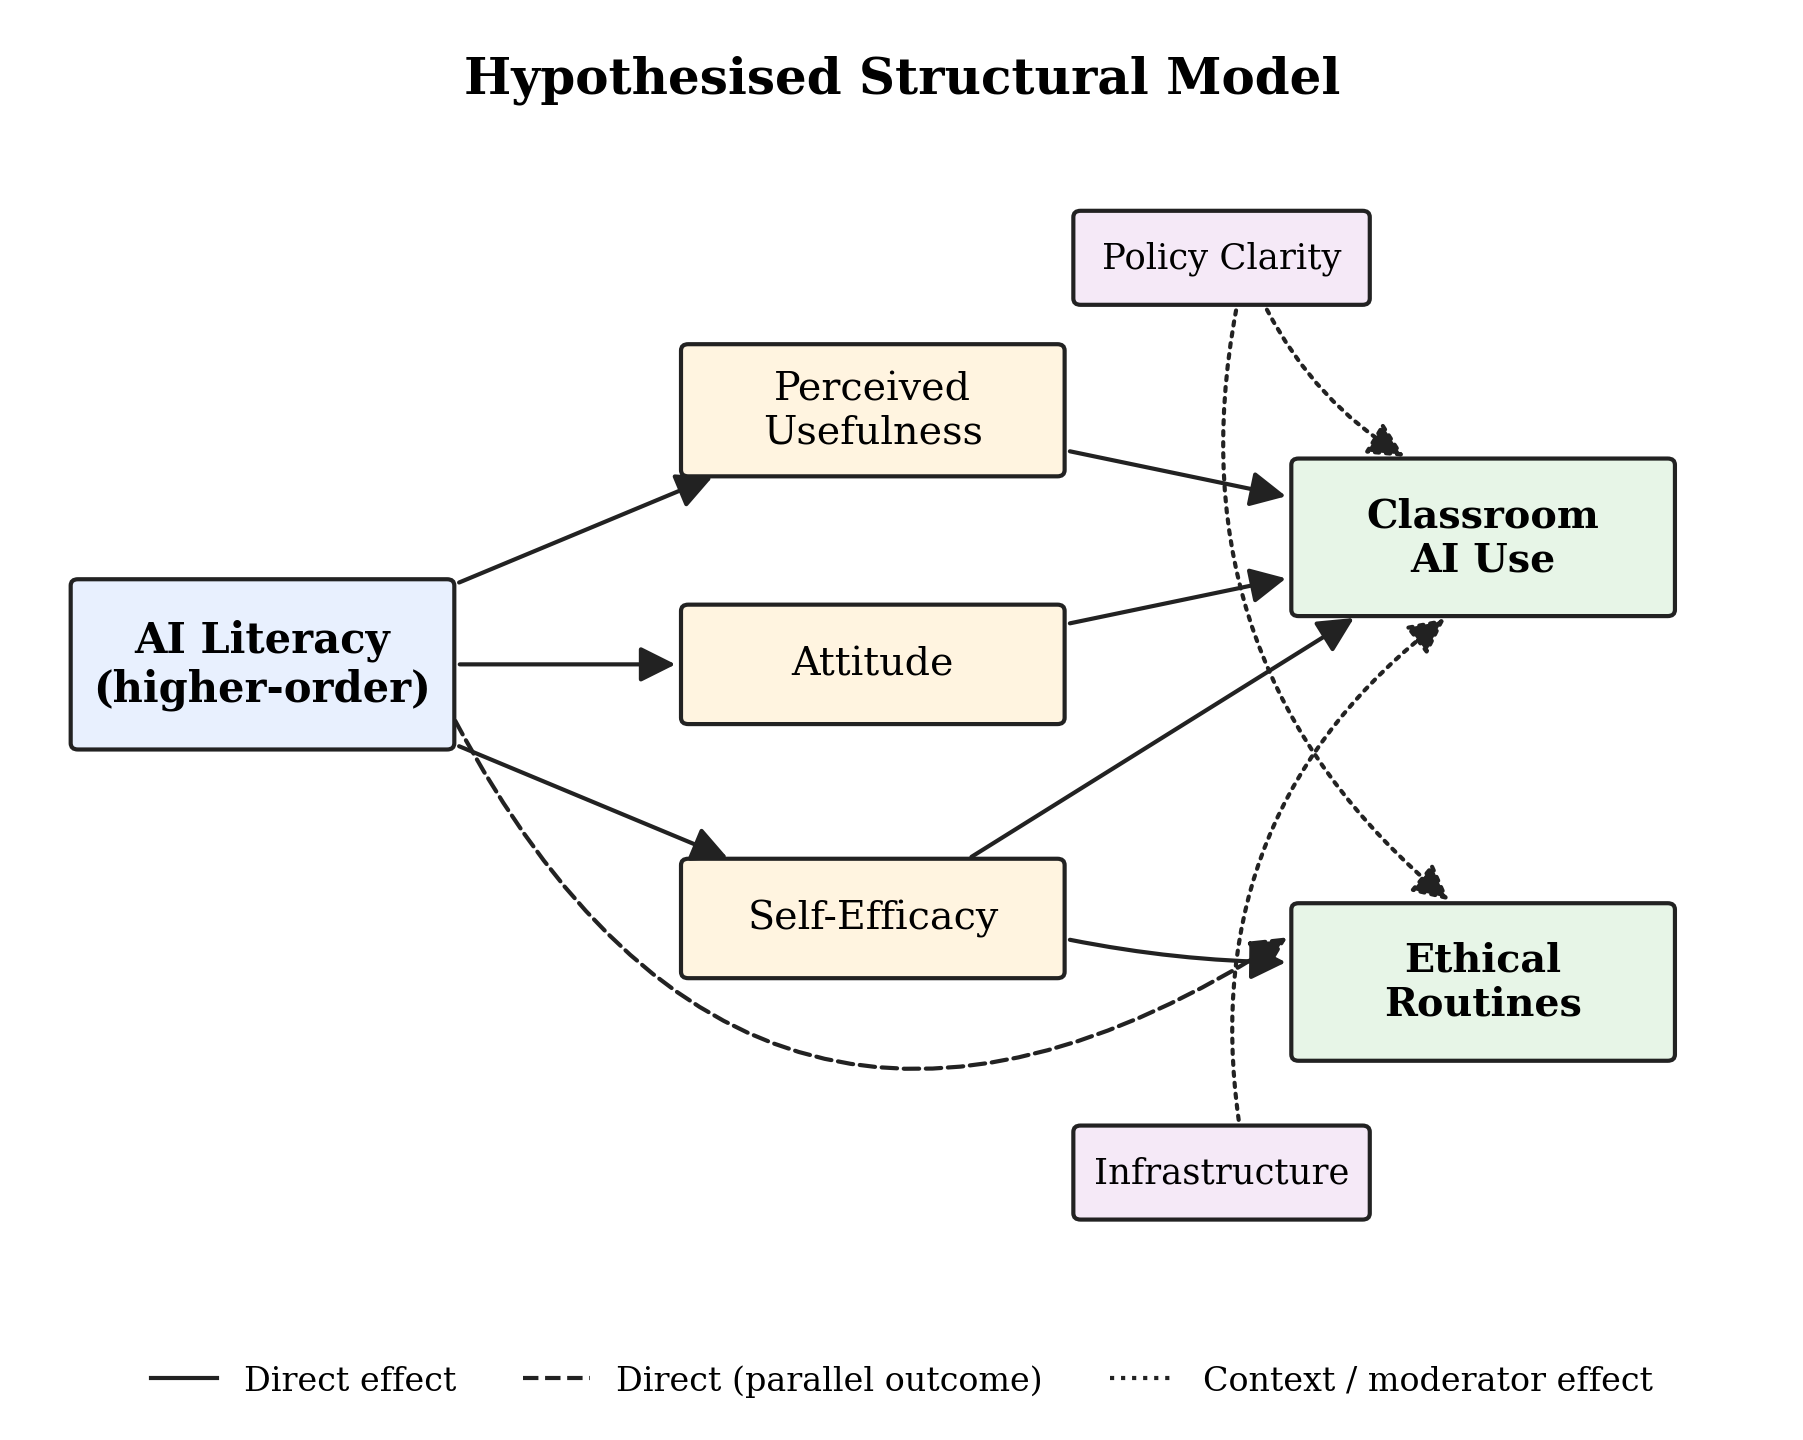 Hypothesised Structural Model
Policy Clarity
Perceived
Usefulness
Classroom
AI Use
AI Literacy
(higher-order)
Attitude
Self-Efficacy
Ethical
Routines
Infrastructure
Direct effect
Direct (parallel outcome)
Context / moderator effect